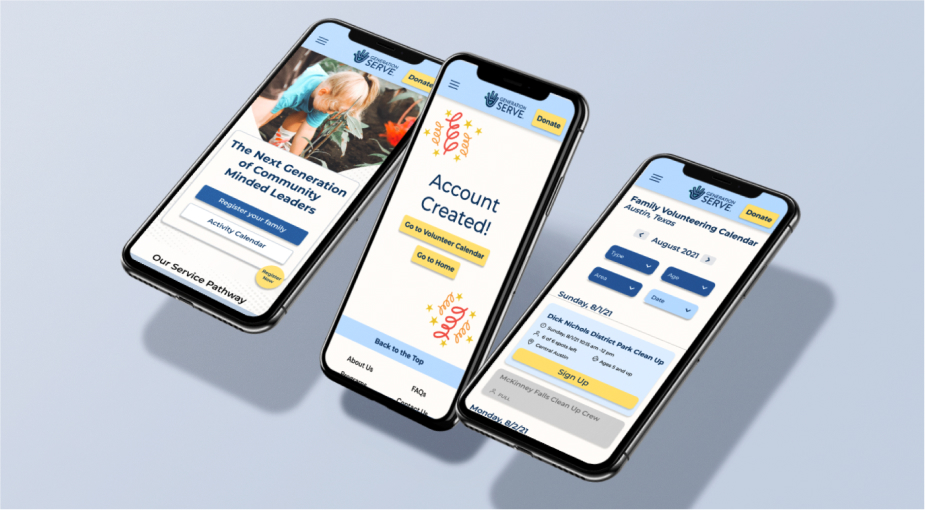 GENERATION
SERVE
Donate
The Next Generation
of Community
Minded Leaders
Register your family
Activity Calendar
Register
Now
Our Service Pathway
GENERATION
SERVE
Donate
Account
Created!
Go to Volunteer Calendar
Go to Home
Back to the Top
About Us
FAQs
Programs
Contact Us
GENERATION
SERVE
Donate
Family Volunteering Calendar
Austin, Texas
August 2021
Type
Age
Area
Date
Sunday, 8/1/21
Dick Nichols District Park Clean Up
Sunday, 8/1/21 10:15 am -12 pm
6 of 6 spots left
Ages 5 and up
Central Austin
Sign Up
McKinney Falls Clean Up Crew
FULL
Monday, 8/2/21